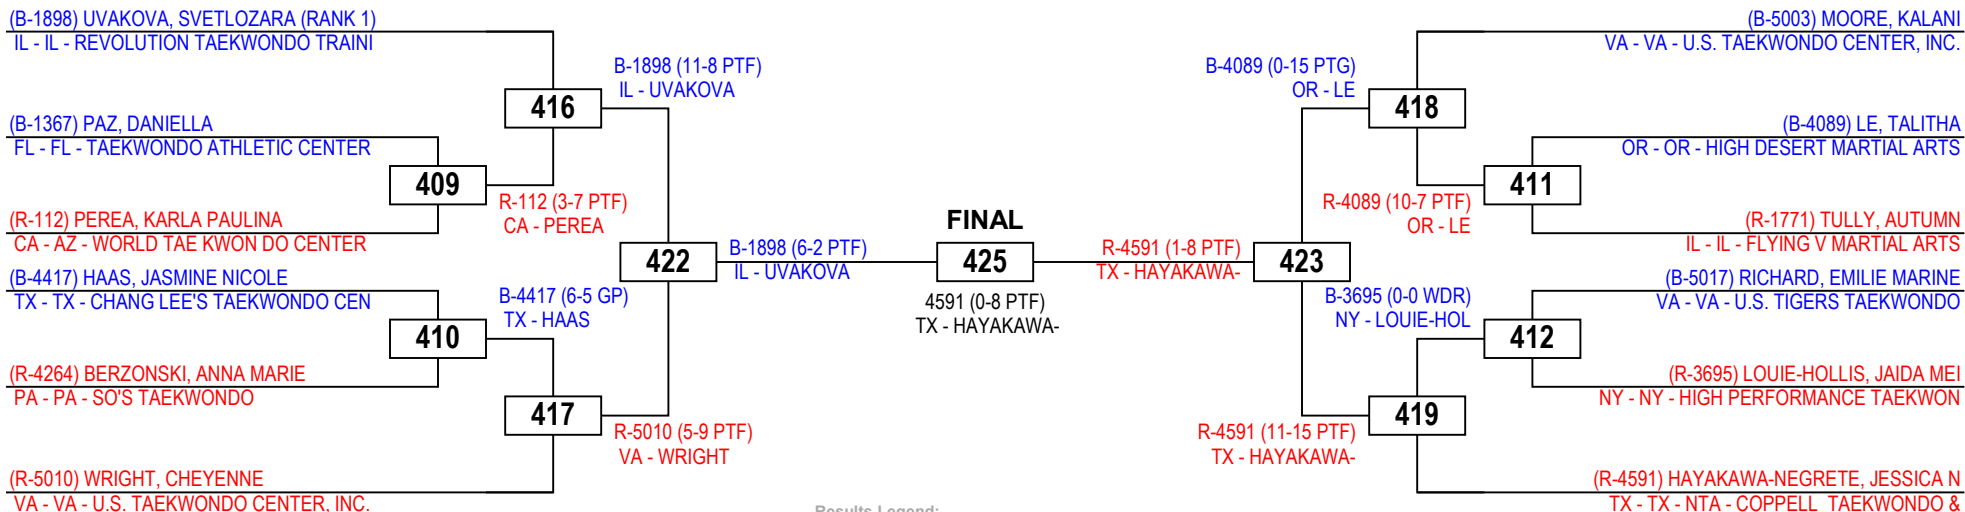 (B-1898) UVAKOVA, SVETLOZARA (RANK 1)
IL - IL - REVOLUTION TAEKWONDO TRAINI
(B-1367) PAZ, DANIELLA
FL - FL - TAEKWONDO ATHLETIC CENTER
(R-112) PEREA, KARLA PAULINA
CA - AZ - WORLD TAE KWON DO CENTER
(B-4417) HAAS, JASMINE NICOLE
TX - TX - CHANG LEE'S TAEKWONDO CEN
(R-4264) BERZONSKI, ANNA MARIE
PA - PA - SO'S TAEKWONDO
(R-5010) WRIGHT, CHEYENNE
VA - VA - U.S. TAEKWONDO CENTER, INC.
409
410
R-112 (3-7 PTF)
CA - PEREA
B-4417 (6-5 GP)
TX - HAAS
416
417
B-1898 (11-8 PTF)
IL - UVAKOVA
R-5010 (5-9 PTF)
VA - WRIGHT
422
B-1898 (6-2 PTF)
IL - UVAKOVA
FINAL
425
4591 (0-8 PTF)
TX - HAYAKAWA-
Results Legend:
R-4591 (1-8 PTF)
TX - HAYAKAWA-
423
B-4089 (0-15 PTG)
OR - LE
R-4591 (11-15 PTF)
TX - HAYAKAWA-
418
419
R-4089 (10-7 PTF)
OR - LE
B-3695 (0-0 WDR)
NY - LOUIE-HOL
411
412
(B-5003) MOORE, KALANI
VA - VA - U.S. TAEKWONDO CENTER, INC.
(B-4089) LE, TALITHA
OR - OR - HIGH DESERT MARTIAL ARTS
(R-1771) TULLY, AUTUMN
IL - IL - FLYING V MARTIAL ARTS
(B-5017) RICHARD, EMILIE MARINE
VA - VA - U.S. TIGERS TAEKWONDO
(R-3695) LOUIE-HOLLIS, JAIDA MEI
NY - NY - HIGH PERFORMANCE TAEKWON
(R-4591) HAYAKAWA-NEGRETE, JESSICA N
TX - TX - NTA - COPPELL TAEKWONDO &